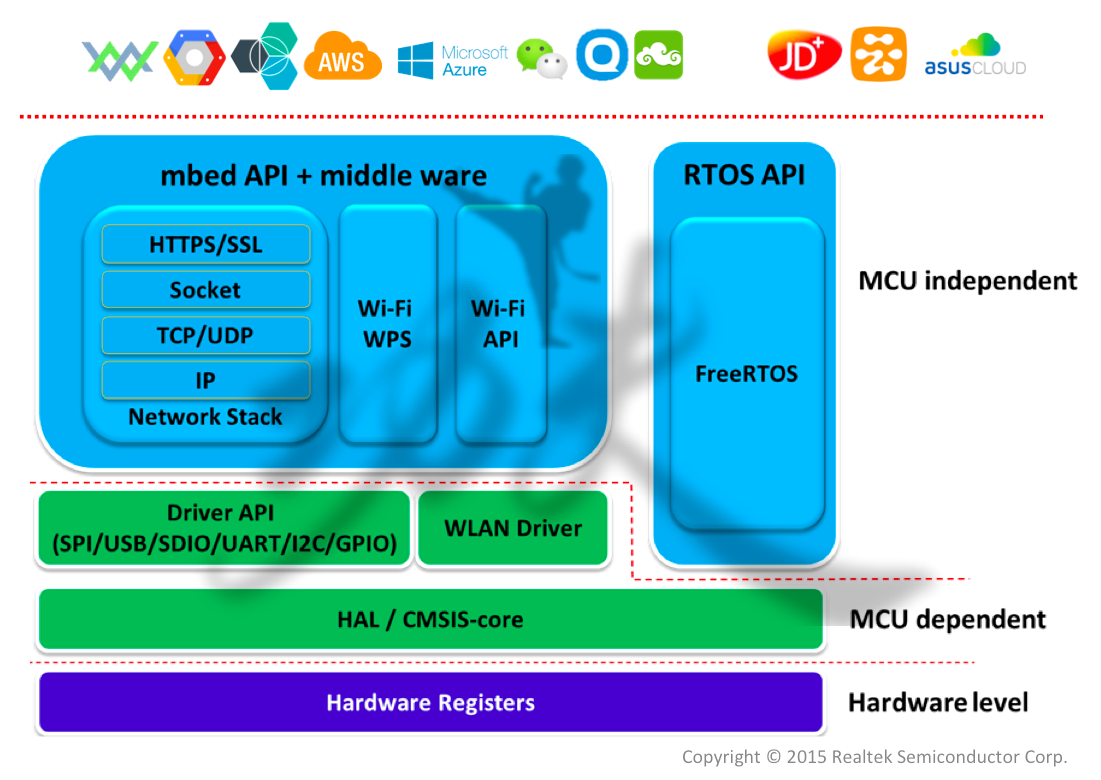 AWS
Microsoft
Azure
JD+
asusCLOUD
mbed API + middle ware
RTOS API
HTTPS/SSL
Socket
TCP/UDP
IP
Network Stack
Wi-Fi
WPS
Wi-Fi
API
FreeRTOS
MCU independent
Driver API
(SPI/USB/SDIO/UART/I2C/GPIO)
WLAN Driver
HAL / CMSIS-core
MCU dependent
Hardware Registers
Hardware level
Copyright © 2015 Realtek Semiconductor Corp.